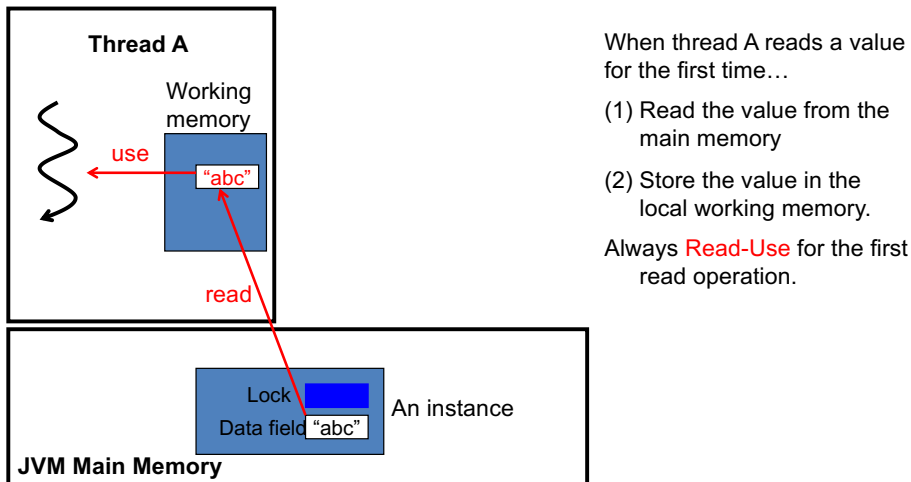 Thread A
Working
memory
use
“abc”
read
Lock
Data field
“abc”
An instance
JVM Main Memory
When thread A reads a value
for the first time…
(1) Read the value from the
main memory
(2) Store the value in the
local working memory.
Always Read-Use for the first
read operation.